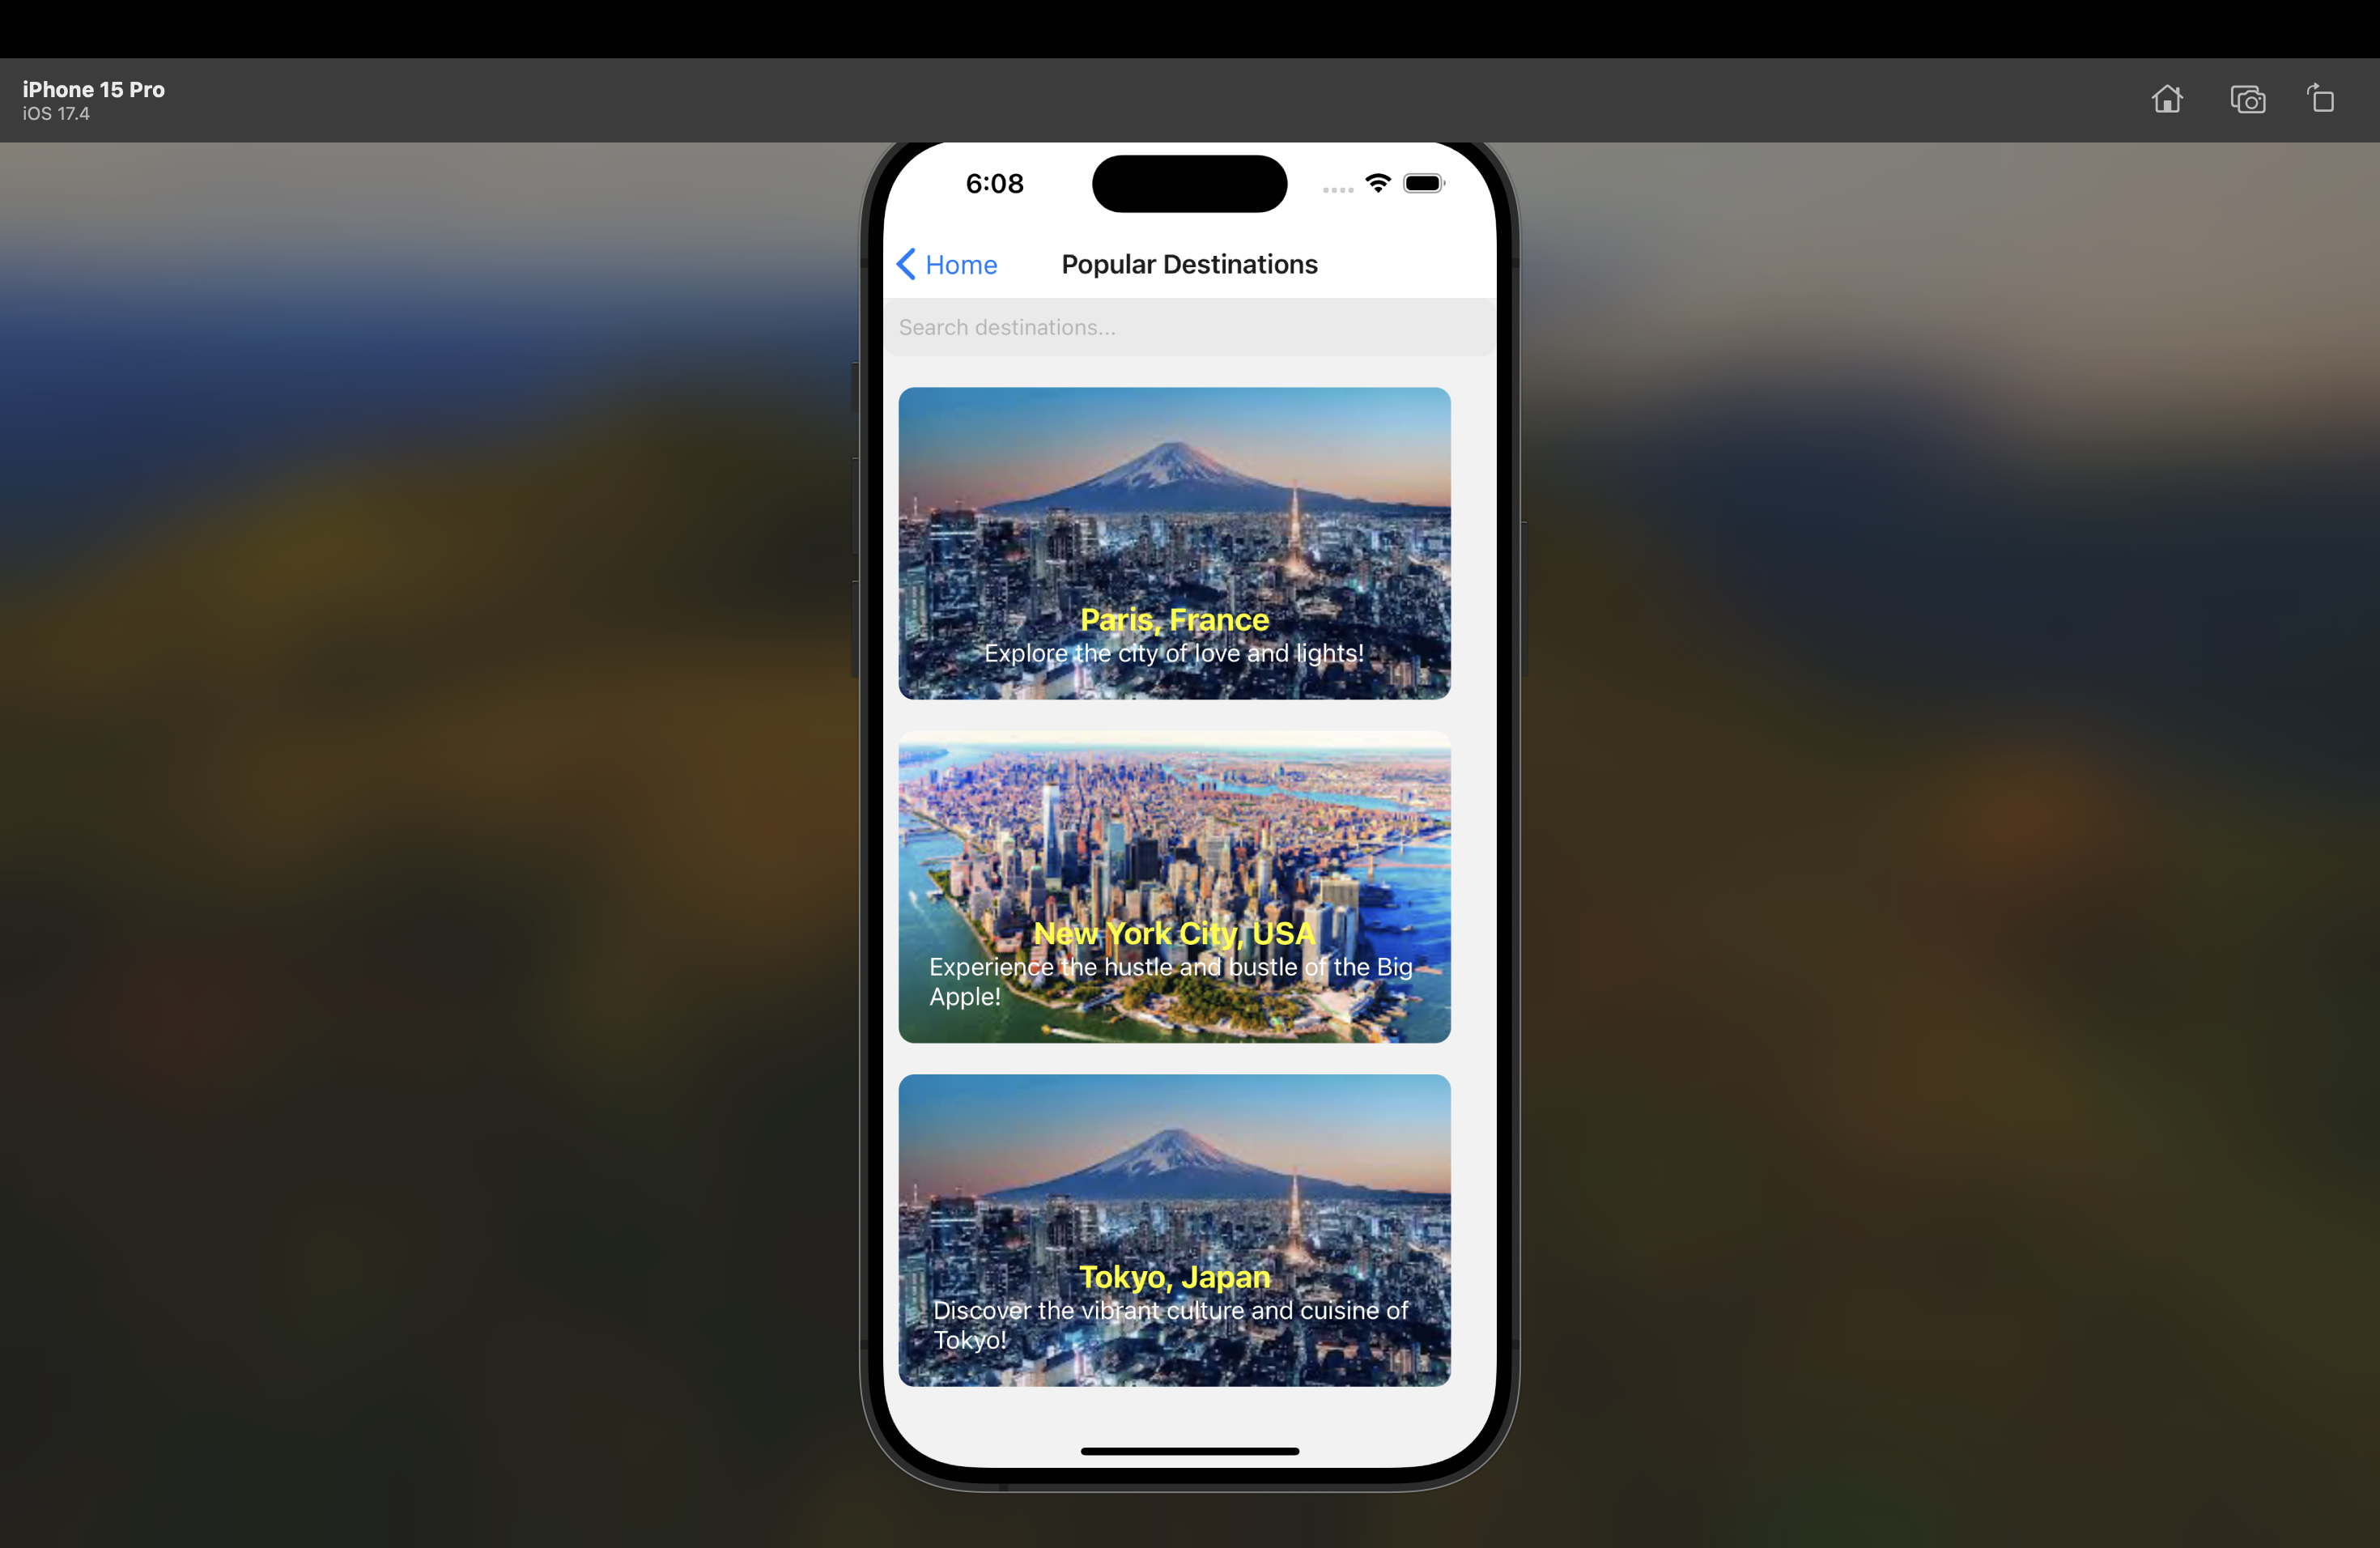 iPhone 15 Pro
iOS 17.4
6:08
Home
Popular Destinations
Search destinations...
Paris, France
Explore the city of love and lights!
New York City, USA
Experience the hustle and bustle of the Big
Apple!
Tokyo, Japan
Discover the vibrant culture and cuisine of
Tokyo!